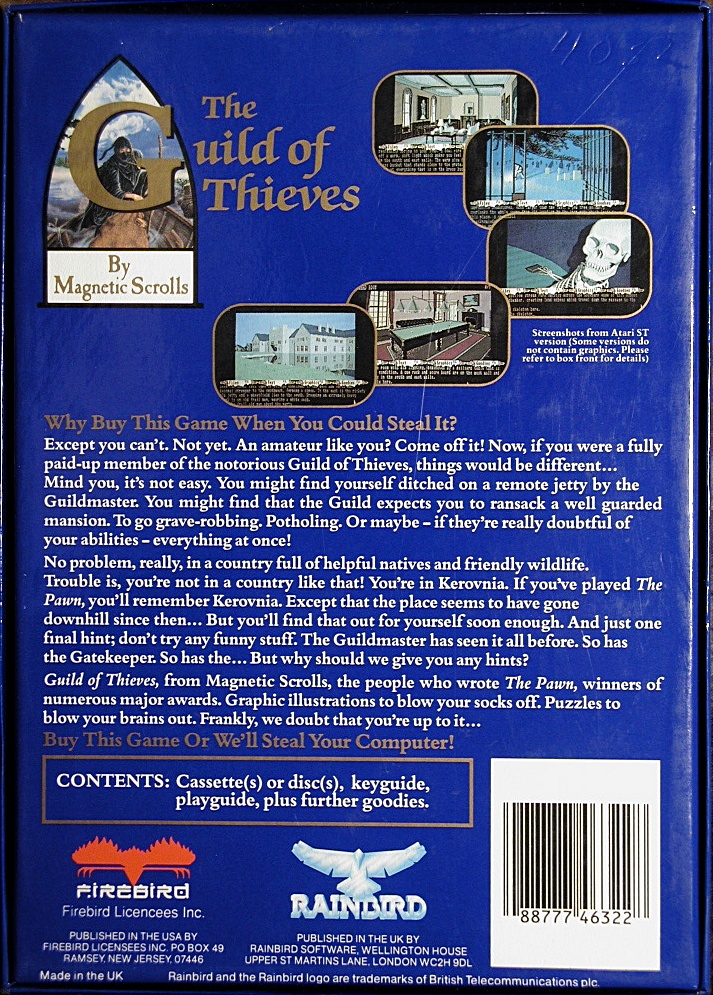 The
Guild of
Thieves
By
Magnetic Scrolls
Screenshots from Atari ST
version (Some versions do
not contain graphics. Please
refer to box front for details)
Why Buy This Game When You Could Steal It?
Except you can't. Not yet. An amateur like you? Come off it! Now, if you were a fully
paid-up member of the notorious Guild of Thieves, things would be different...
Mind you, it's not easy. You might find yourself ditched on a remote jetty by the
Guildmaster. You might find that the Guild expects you to ransack a well guarded
mansion. To go grave-robbing. Potholing. Or maybe – if they're really doubtful of
your abilities – everything at once!
No problem, really, in a country full of helpful natives and friendly wildlife.
Trouble is, you're not in a country like that! You're in Kerovnia. If you've played The
Pawn, you'll remember Kerovnia. Except that the place seems to have gone
downhill since then... But you'll find that out for yourself soon enough. And just one
final hint; don't try any funny stuff. The Guildmaster has seen it all before. So has
the Gatekeeper. So has the... But why should we give you any hints?
Guild of Thieves, from Magnetic Scrolls, the people who wrote The Pawn, winners of
numerous major awards. Graphic illustrations to blow your socks off. Puzzles to
blow your brains out. Frankly, we doubt that you're up to it...
Buy This Game Or We'll Steal Your Computer!
CONTENTS: Cassette(s) or disc(s), keyguide,
playguide, plus further goodies.
FIREBIRD
Firebird Licencees Inc.
PUBLISHED IN THE USA BY
FIREBIRD LICENSEES INC. PO BOX 49
RAMSEY, NEW JERSEY, 07446
Made in the UK
RAINBIRD
PUBLISHED IN THE UK BY
RAINBIRD SOFTWARE, WELLINGTON HOUSE
UPPER ST MARTINS LANE, LONDON WC2H 9DL
Rainbird and the Rainbird logo are trademarks of British Telecommunications plc.
88777 46322